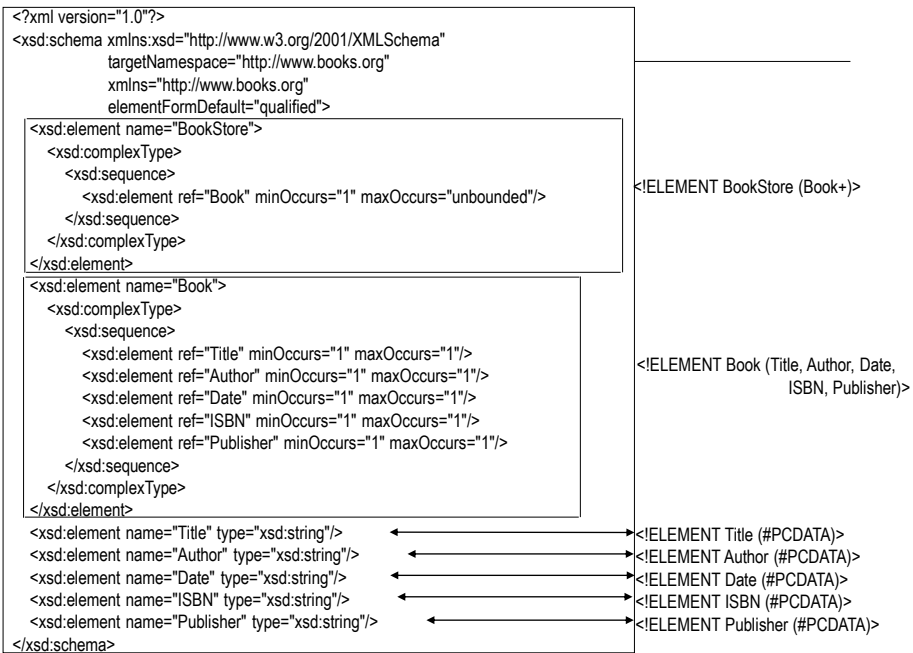 <?xml version="1.0"?>
<xsd:schema xmlns:xsd="http://www.w3.org/2001/XMLSchema"
targetNamespace="http://www.books.org"
xmlns="http://www.books.org"
elementFormDefault="qualified">
<xsd:element name="BookStore">
<xsd:complexType>
<xsd:sequence>
<xsd:element ref="Book" minOccurs="1" maxOccurs="unbounded"/>
</xsd:sequence>
</xsd:complexType>
</xsd:element>
<!ELEMENT BookStore (Book+)>
<xsd:element name="Book">
<xsd:complexType>
<xsd:sequence>
<xsd:element ref="Title" minOccurs="1" maxOccurs="1"/>
<xsd:element ref="Author" minOccurs="1" maxOccurs="1"/>
<xsd:element ref="Date" minOccurs="1" maxOccurs="1"/>
<xsd:element ref="ISBN" minOccurs="1" maxOccurs="1"/>
<xsd:element ref="Publisher" minOccurs="1" maxOccurs="1"/>
</xsd:sequence>
</xsd:complexType>
</xsd:element>
<!ELEMENT Book (Title, Author, Date,
ISBN, Publisher)>
<xsd:element name="Title" type="xsd:string"/>
<!ELEMENT Title (#PCDATA)>
<xsd:element name="Author" type="xsd:string"/>
<!ELEMENT Author (#PCDATA)>
<xsd:element name="Date" type="xsd:string"/>
<!ELEMENT Date (#PCDATA)>
<xsd:element name="ISBN" type="xsd:string"/>
<!ELEMENT ISBN (#PCDATA)>
<xsd:element name="Publisher" type="xsd:string"/>
<!ELEMENT Publisher (#PCDATA)>
</xsd:schema>